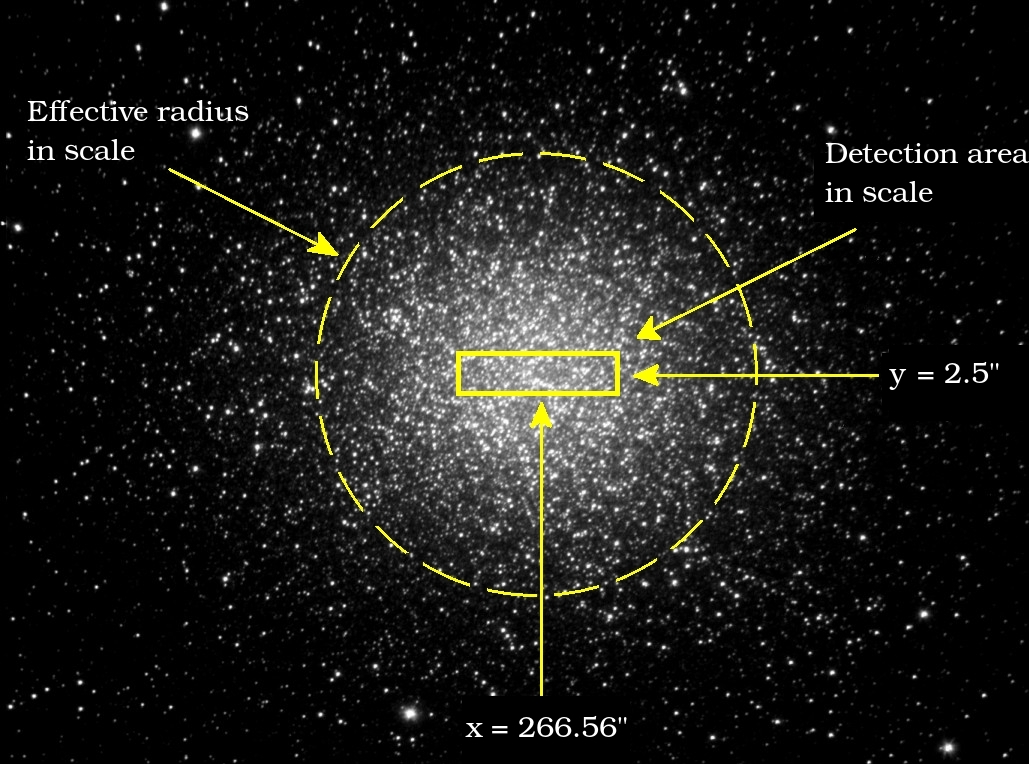 Effective radius
in scale
Detection area
in scale
y = 2.5"
x = 266.56"